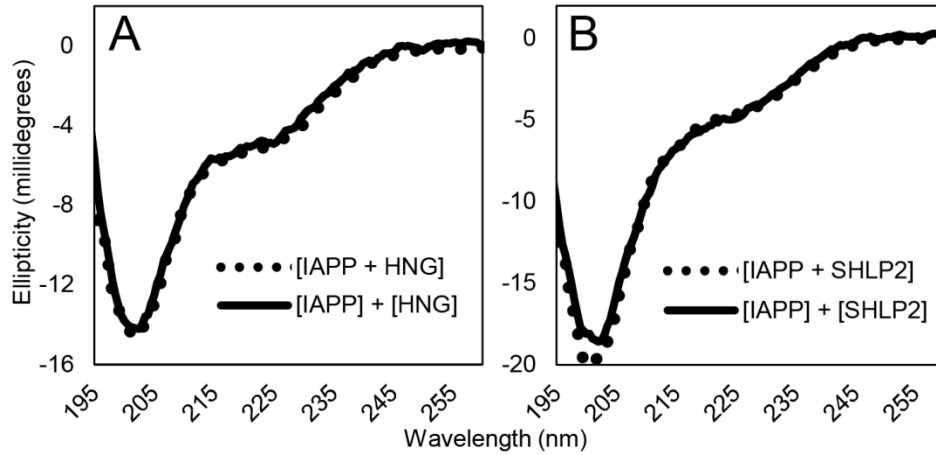 A
B
0
-4
-8
-12
-16
0
-5
-10
-15
-20
Ellipticity (millidegrees)
[IAPP + HNG]
[IAPP] + [HNG]
[IAPP + SHLP2]
[IAPP] + [SHLP2]
195 205 215 225 235 245 255
195 205 215 225 235 245 255
Wavelength (nm)